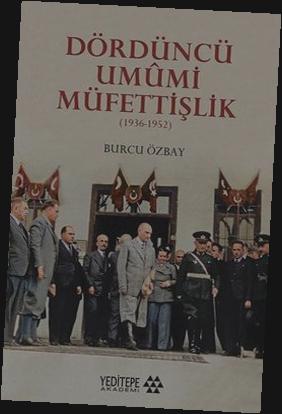 DÖRDÜNCÜ
UMÛMİ
MÜFETTİŞLİK
(1936-1952)
BURCU ÖZBAY
YEDİTEPE
AKADEMİ